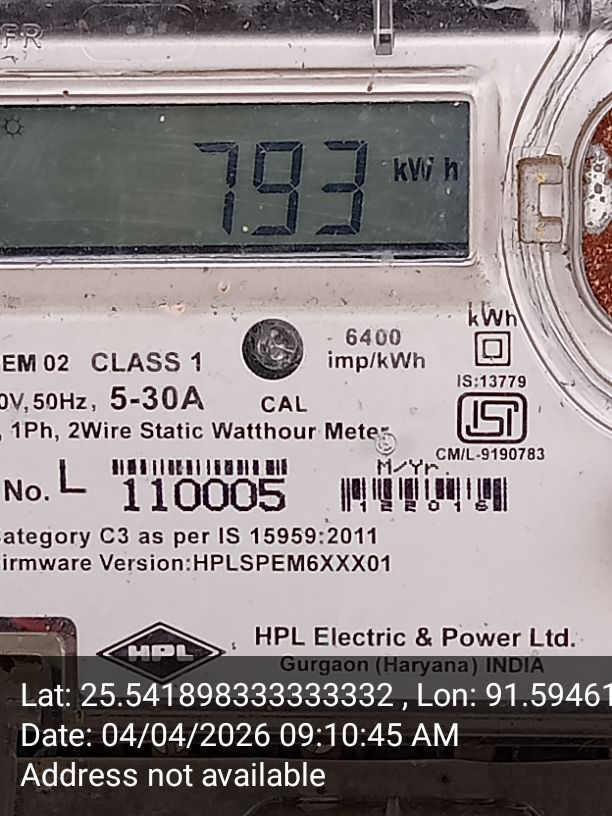 793 kWh
kWh
6400
imp/kWh
EM 02 CLASS 1
IS:13779
0V,50Hz, 5-30A
CAL
ISI
, 1Ph, 2Wire Static Watthour Meter
CM/L-9190783
M/Yr.
No. L 110005
122016
ategory C3 as per IS 15959:2011
irmware Version:HPLSPEM6XXX01
HPL
HPL Electric & Power Ltd.
Gurgaon (Haryana) INDIA
Lat: 25.541898333333332 , Lon: 91.59461
Date: 04/04/2026 09:10:45 AM
Address not available